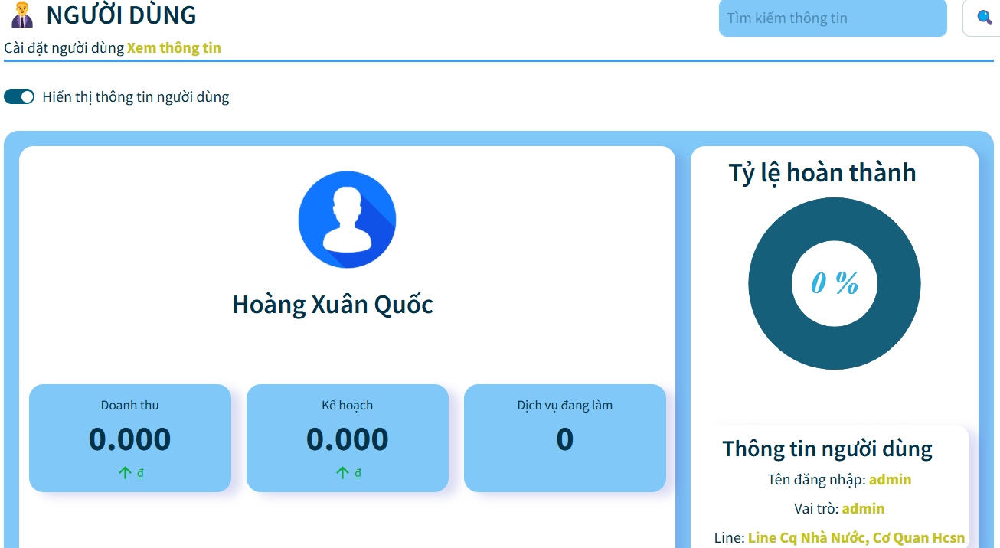 NGƯỜI DÙNG
Tìm kiếm thông tin
Cài đặt người dùng Xem thông tin
Hiển thị thông tin người dùng
Hoàng Xuân Quốc
Doanh thu
0.000
↑ ₫
Kế hoạch
0.000
↑ ₫
Dịch vụ đang làm
0
Tỷ lệ hoàn thành
0 %
Thông tin người dùng
Tên đăng nhập: admin
Vai trò: admin
Line: Line Cq Nhà Nước, Cơ Quan Hcsn